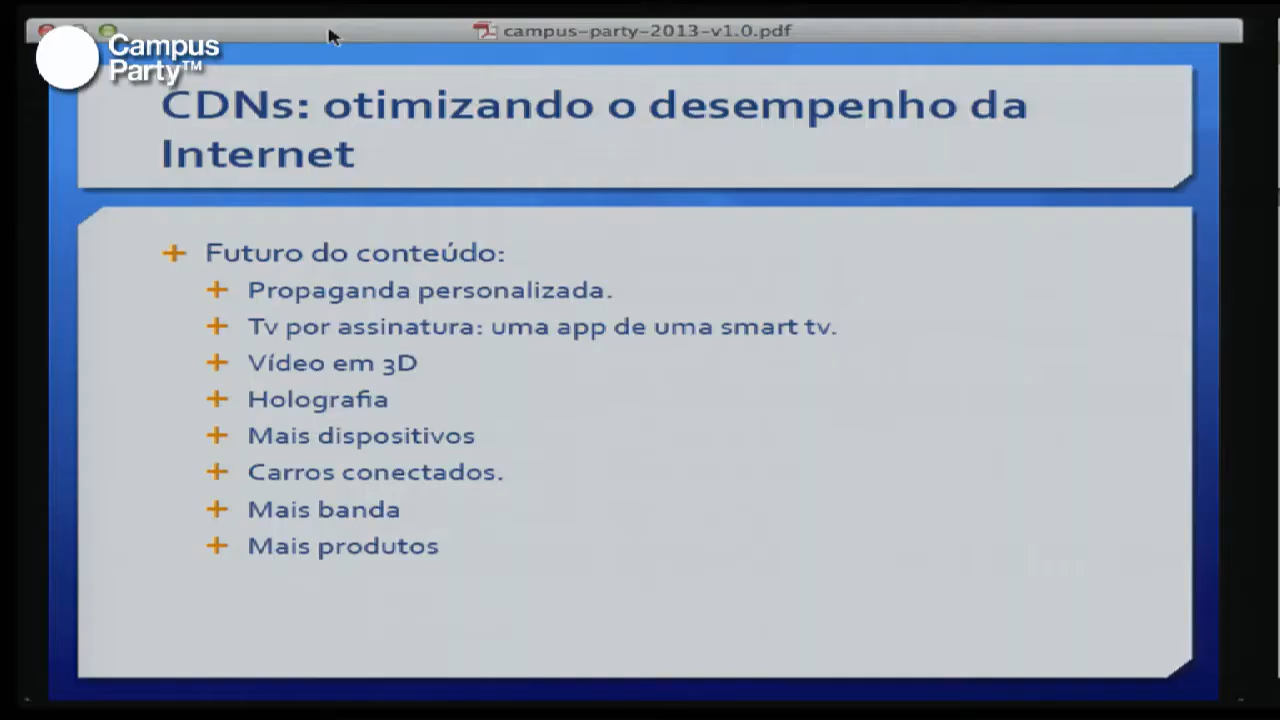 campus-party-2013-v1.0.pdf
Campus
Party™
CDNs: otimizando o desempenho da
Internet
Futuro do conteúdo:
Propaganda personalizada.
Tv por assinatura: uma app de uma smart tv.
Vídeo em 3D
Holografia
Mais dispositivos
Carros conectados.
Mais banda
Mais produtos